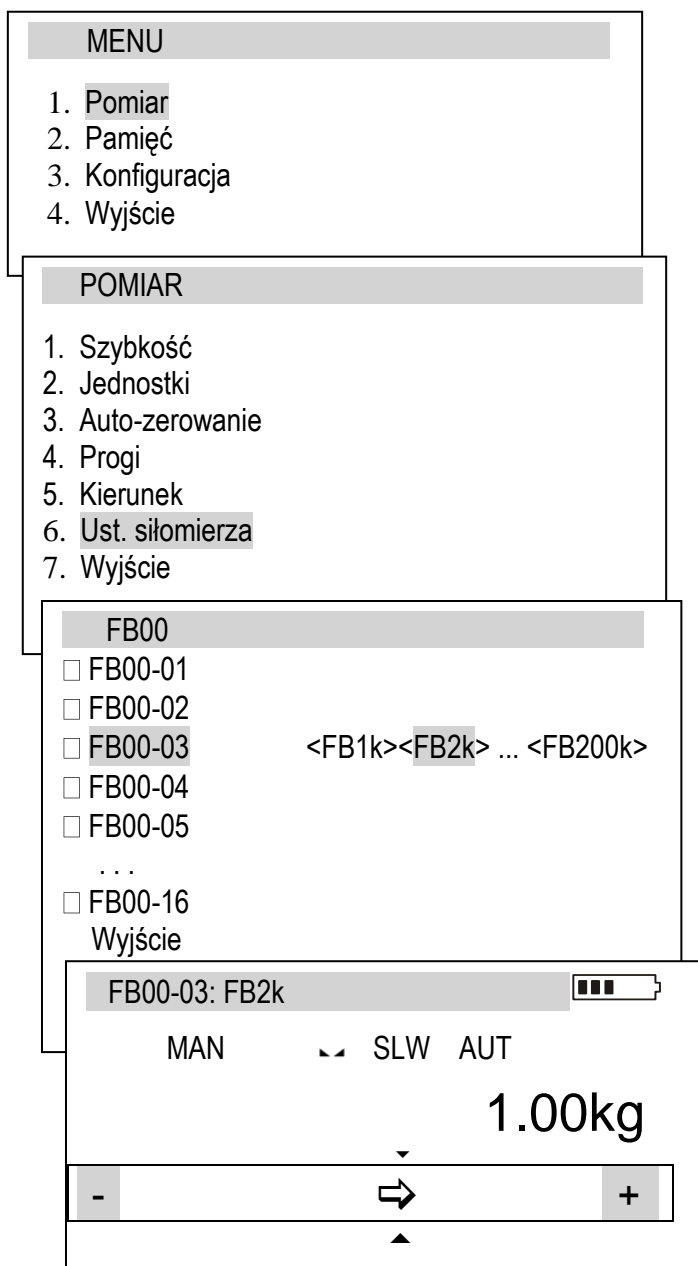 MENU
1. Pomiar
2. Pamięć
3. Konfiguracja
4. Wyjście
POMIAR
1. Szybkość
2. Jednostki
3. Auto-zerowanie
4. Progi
5. Kierunek
6. Ust. siłomierza
7. Wyjście
FB00
FB00-01
FB00-02
FB00-03 <FB1k><FB2k> ... <FB200k>
FB00-04
FB00-05
. . .
FB00-16
Wyjście
FB00-03: FB2k
MAN SLW AUT
1.00kg
- +